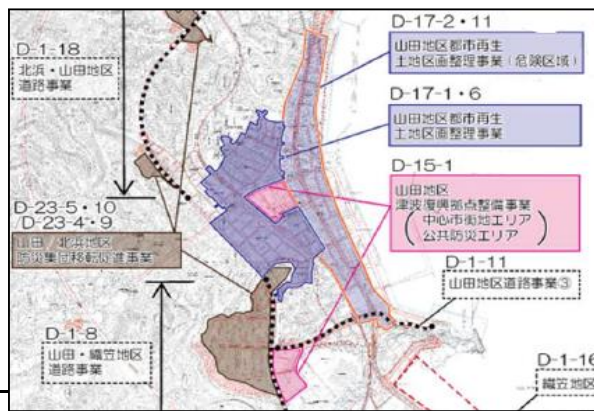 D-17-2・11
山田地区都市再生
土地区画整理事業(危険区域)
D-1-18
北浜・山田地区
道路事業
D-17-1・6
山田地区都市再生
土地区画整理事業
D-15-1
山田地区
津波復興拠点整備事業
(中心市街地エリア
公共防災エリア)
D-23-5・10
/D-23-4・9
山田/北浜地区
防災集団移転促進事業
D-1-11
山田地区道路事業③
D-1-8
山田・織笠地区
道路事業
D-1-16
織笠地区